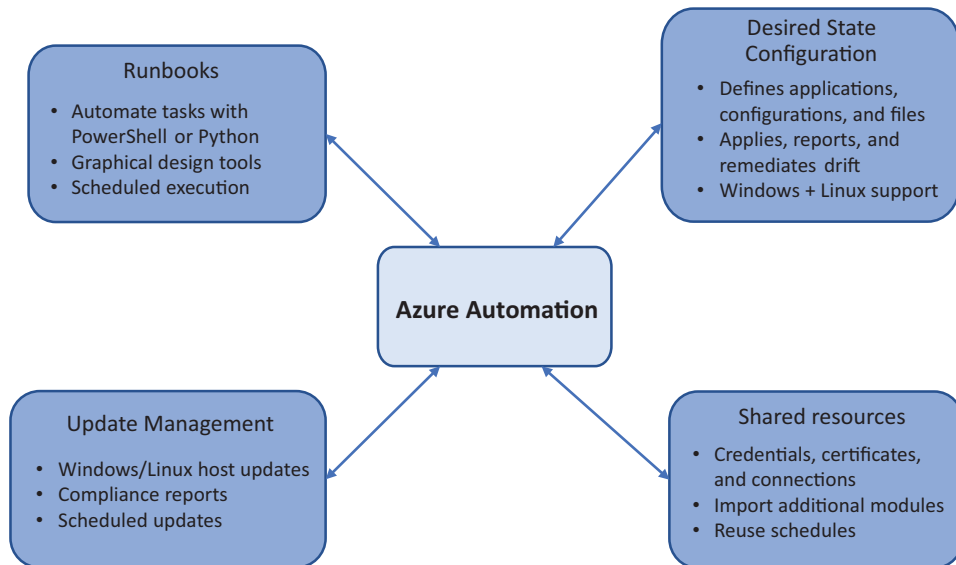 Runbooks
• Automate tasks with
PowerShell or Python
• Graphical design tools
• Scheduled execution
Desired State
Configuration
• Defines applications,
configurations, and files
• Applies, reports, and
remediates drift
• Windows + Linux support
Azure Automation
Update Management
• Windows/Linux host updates
• Compliance reports
• Scheduled updates
Shared resources
• Credentials, certificates,
and connections
• Import additional modules
• Reuse schedules